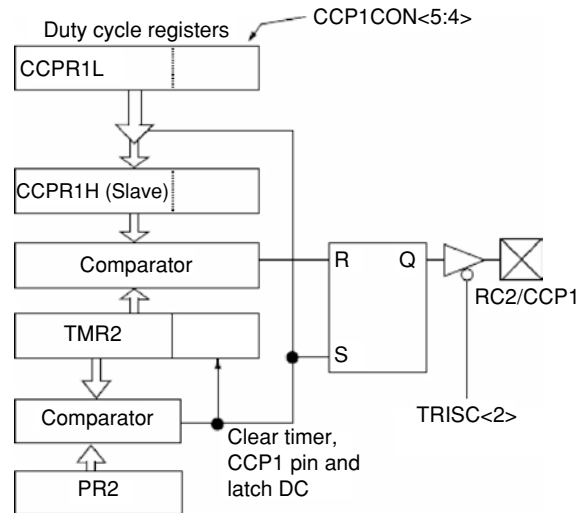 CCP1CON<5:4>
Duty cycle registers
CCPR1L
CCPR1H (Slave)
Comparator
R
Q
RC2/CCP1
TMR2
S
Comparator
TRISC<2>
Clear timer,
CCP1 pin and
latch DC
PR2